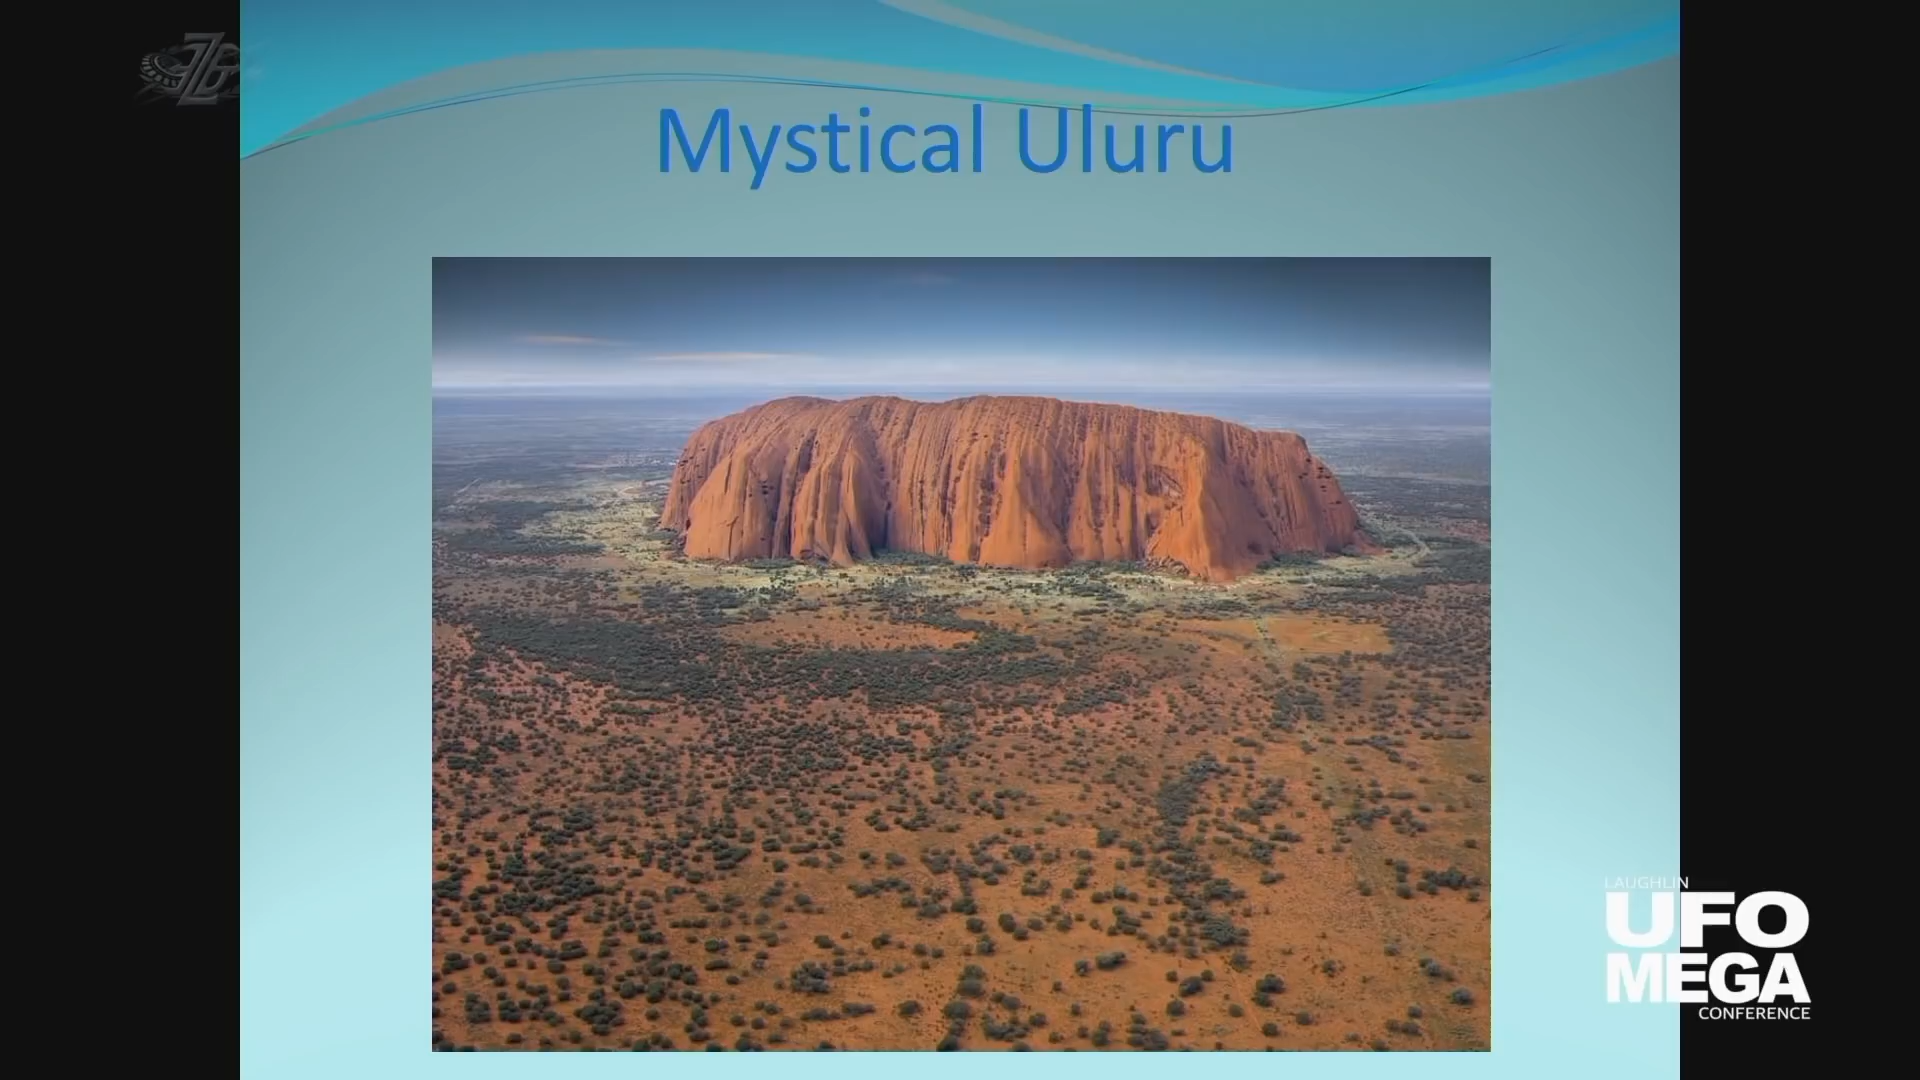 Mystical Uluru
LAUGHLIN
UFO
MEGA
CONFERENCE